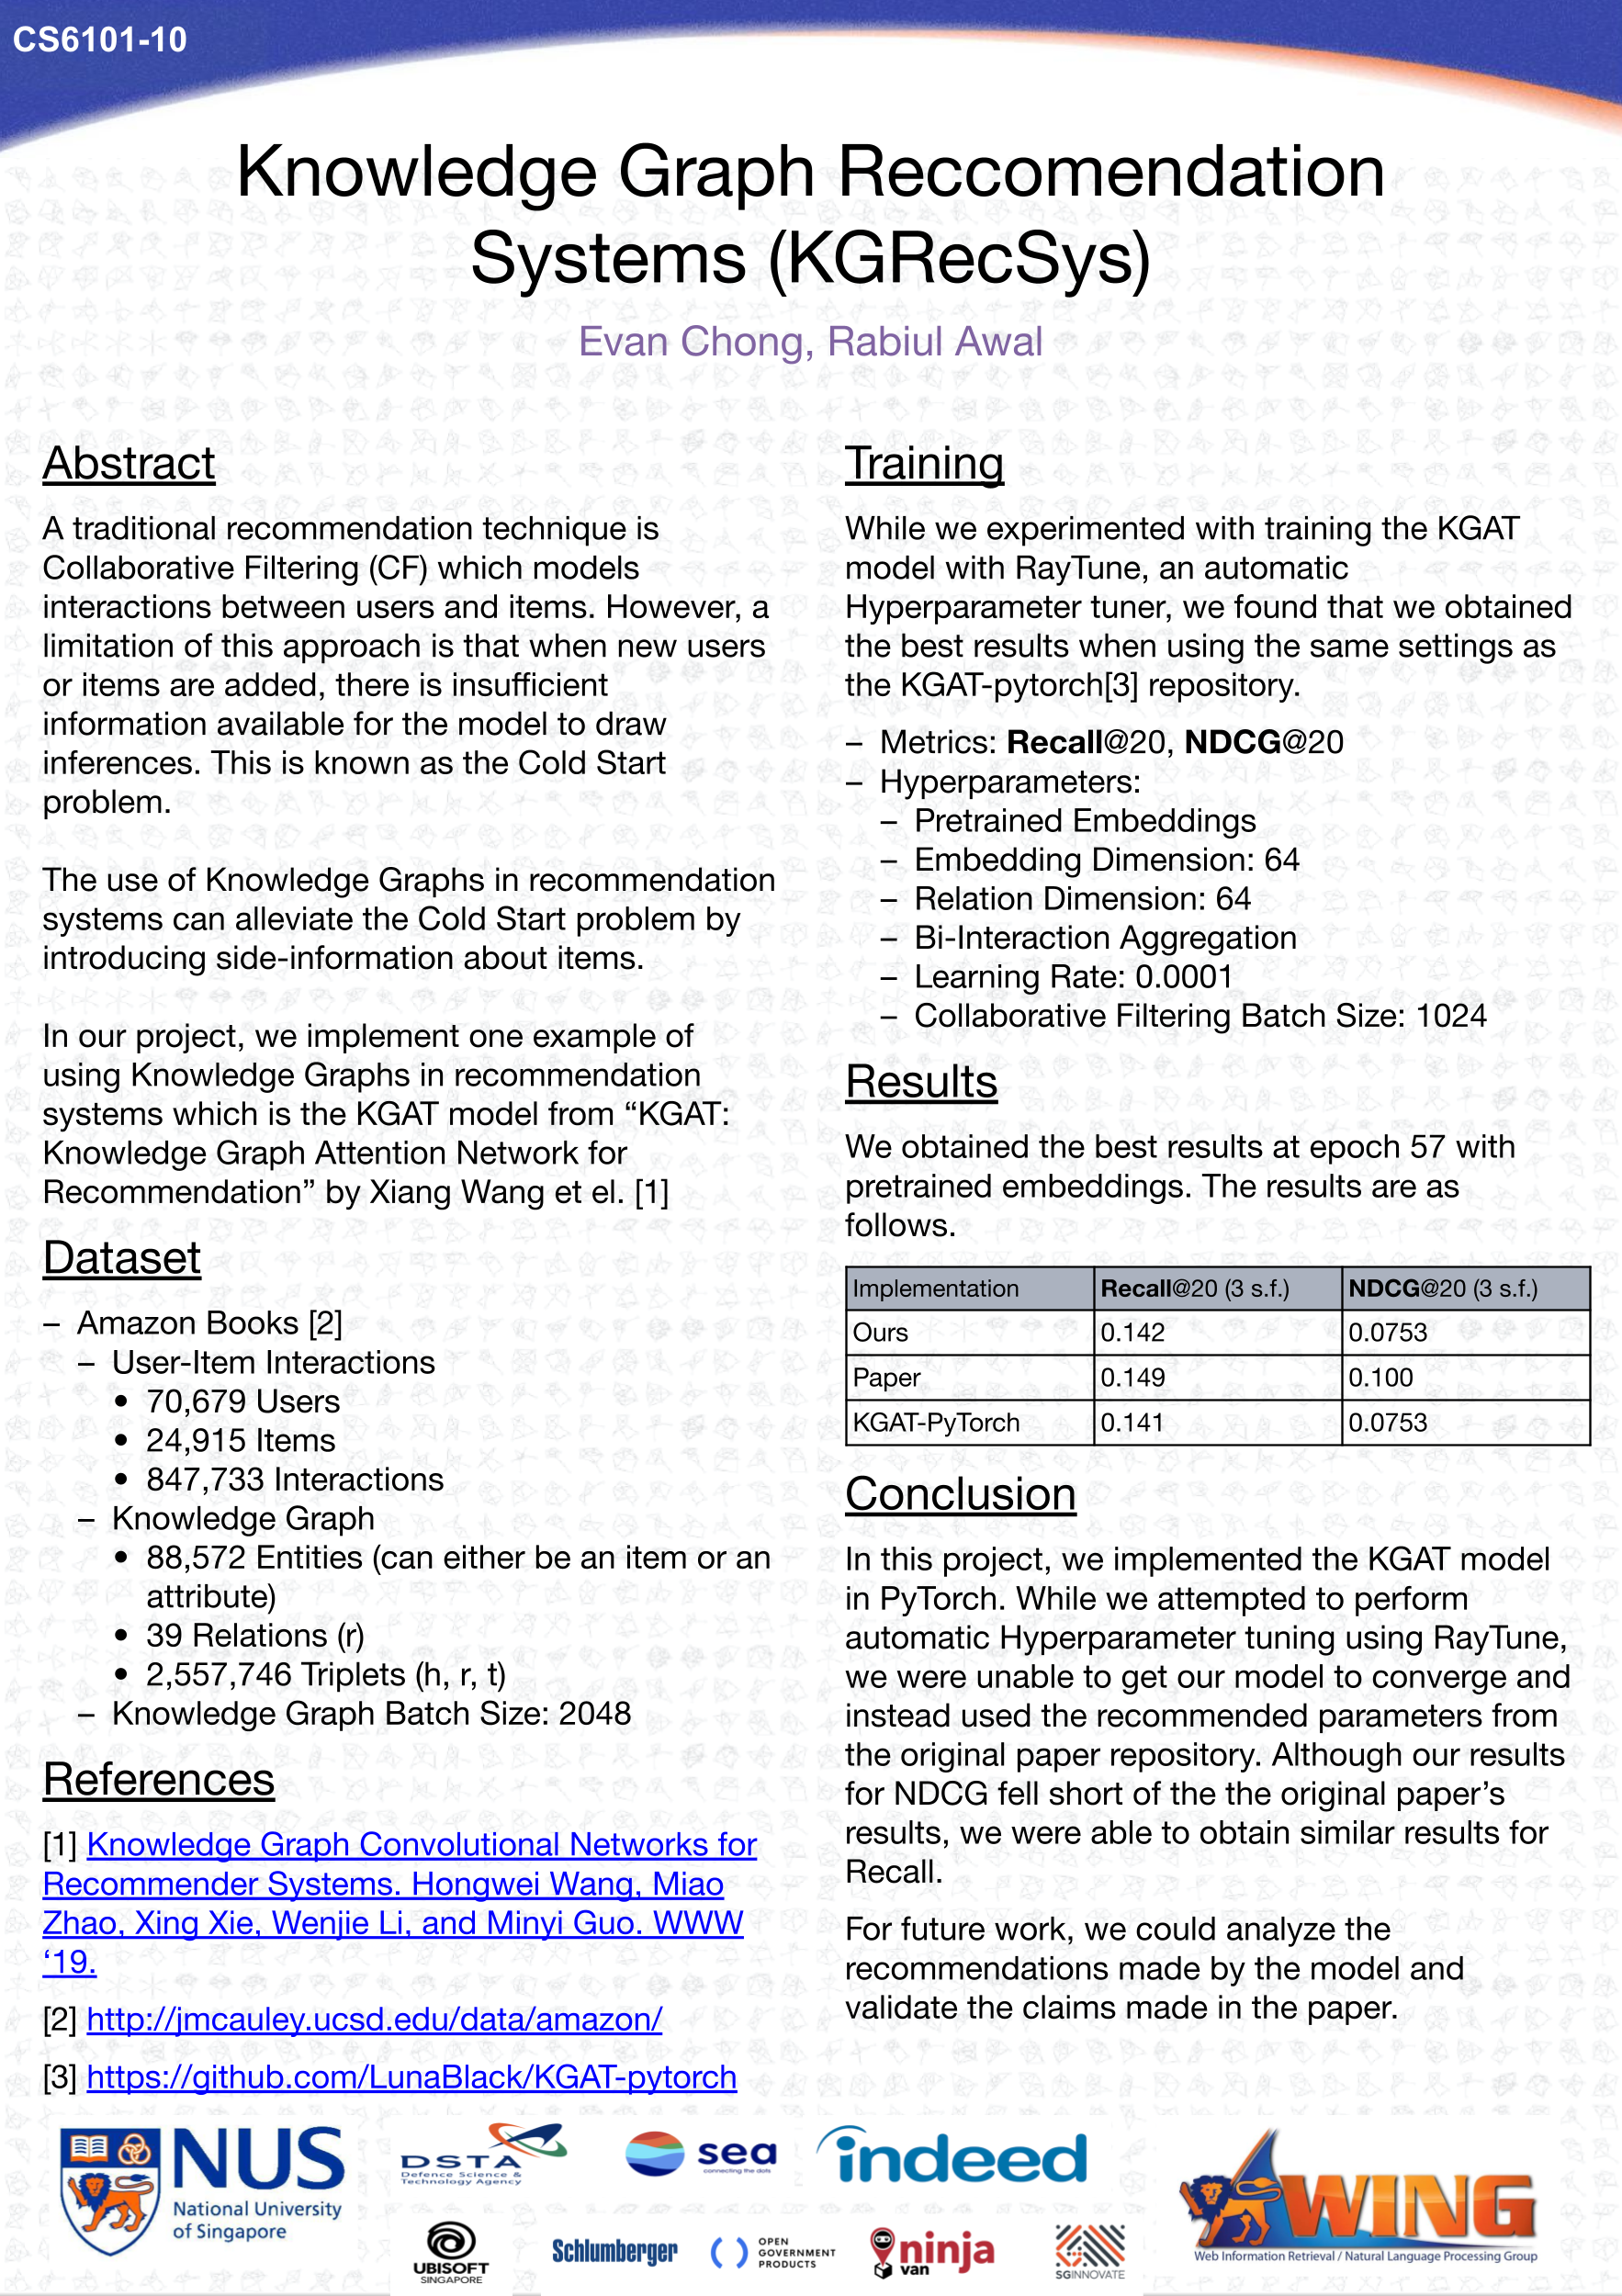 CS6101-10
Knowledge Graph Reccomendation
Systems (KGRecSys)
Evan Chong, Rabiul Awal
Abstract
A traditional recommendation technique is
Collaborative Filtering (CF) which models
interactions between users and items. However, a
limitation of this approach is that when new users
or items are added, there is insufficient
information available for the model to draw
inferences. This is known as the Cold Start
problem.
The use of Knowledge Graphs in recommendation
systems can alleviate the Cold Start problem by
introducing side-information about items.
In our project, we implement one example of
using Knowledge Graphs in recommendation
systems which is the KGAT model from “KGAT:
Knowledge Graph Attention Network for
Recommendation” by Xiang Wang et el. [1]
Dataset
– Amazon Books [2]
– User-Item Interactions
• 70,679 Users
• 24,915 Items
• 847,733 Interactions
– Knowledge Graph
• 88,572 Entities (can either be an item or an
attribute)
• 39 Relations (r)
• 2,557,746 Triplets (h, r, t)
– Knowledge Graph Batch Size: 2048
References
[1] Knowledge Graph Convolutional Networks for
Recommender Systems. Hongwei Wang, Miao
Zhao, Xing Xie, Wenjie Li, and Minyi Guo. WWW
‘19.
[2] http://jmcauley.ucsd.edu/data/amazon/
[3] https://github.com/LunaBlack/KGAT-pytorch
Training
While we experimented with training the KGAT
model with RayTune, an automatic
Hyperparameter tuner, we found that we obtained
the best results when using the same settings as
the KGAT-pytorch[3] repository.
– Metrics: Recall@20, NDCG@20
– Hyperparameters:
– Pretrained Embeddings
– Embedding Dimension: 64
– Relation Dimension: 64
– Bi-Interaction Aggregation
– Learning Rate: 0.0001
– Collaborative Filtering Batch Size: 1024
Results
We obtained the best results at epoch 57 with
pretrained embeddings. The results are as
follows.
Implementation Recall@20 (3 s.f.) NDCG@20 (3 s.f.)
Ours 0.142 0.0753
Paper 0.149 0.100
KGAT-PyTorch 0.141 0.0753
Conclusion
In this project, we implemented the KGAT model
in PyTorch. While we attempted to perform
automatic Hyperparameter tuning using RayTune,
we were unable to get our model to converge and
instead used the recommended parameters from
the original paper repository. Although our results
for NDCG fell short of the the original paper’s
results, we were able to obtain similar results for
Recall.
For future work, we could analyze the
recommendations made by the model and
validate the claims made in the paper.
NUS
National University
of Singapore
DSTA
Defence Science &
Technology Agency
sea
connecting the dots
indeed
UBISOFT
SINGAPORE
Schlumberger
OPEN
GOVERNMENT
PRODUCTS
ninja
van
SGINNOVATE
WING
Web Information Retrieval / Natural Language Processing Group